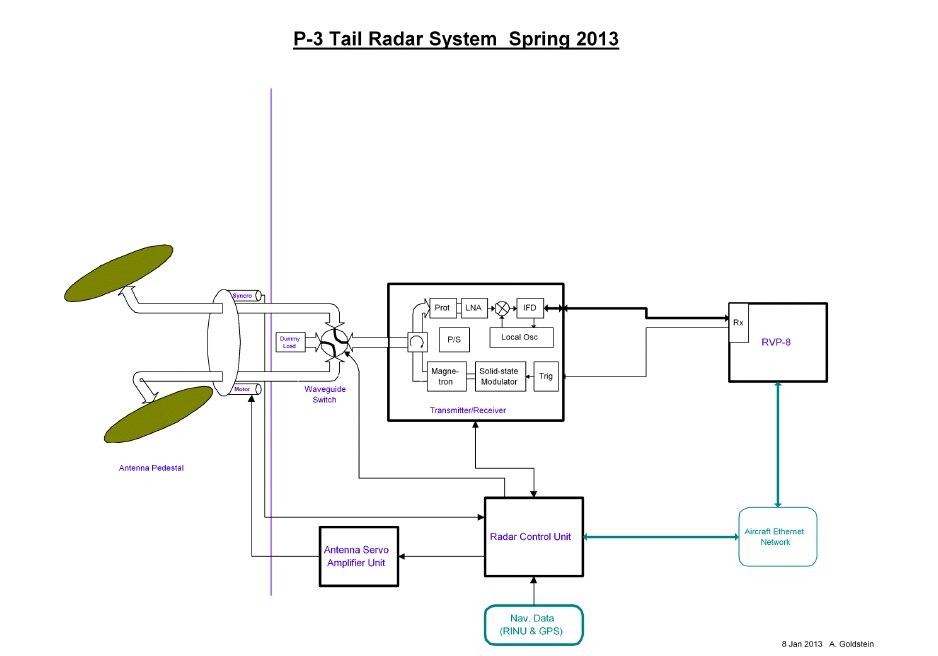 P-3 Tail Radar System  Spring 2013
Syncro
Prot
LNA
IFD
Rx
Dummy
Load
P/S
Local Osc
RVP-8
Magne-
tron
Solid-state
Modulator
Trig
Motor
Waveguide
Switch
Transmitter/Receiver
Antenna Pedestal
Radar Control Unit
Aircraft Ethernet
Network
Antenna Servo
Amplifier Unit
Nav. Data
(RINU & GPS)
8 Jan 2013   A. Goldstein